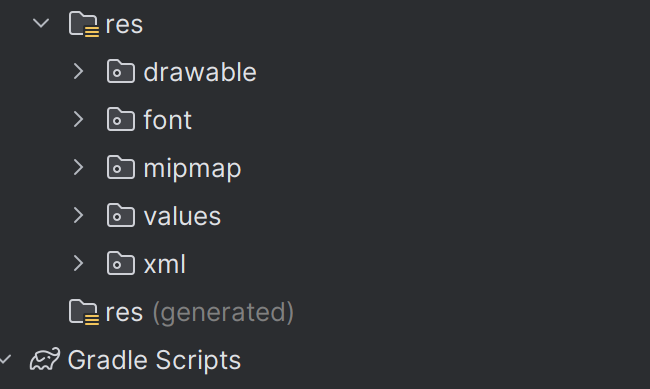 res
drawable
font
mipmap
values
xml
res (generated)
Gradle Scripts